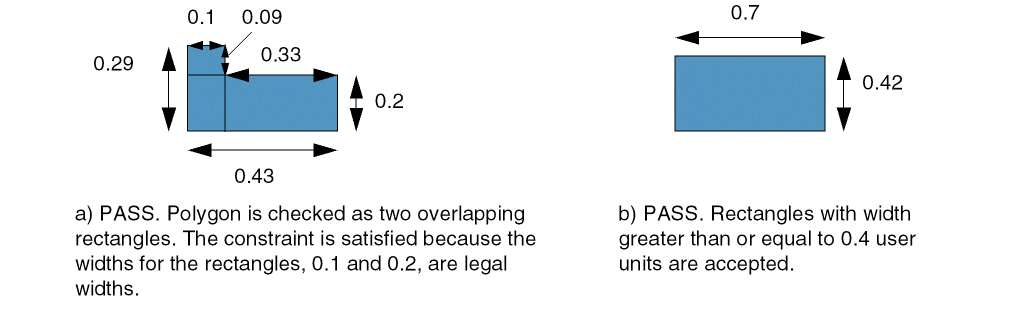 0.1 0.09
0.7
0.29
0.33
0.2
0.42
0.43
a) PASS. Polygon is checked as two overlapping
rectangles. The constraint is satisfied because the
widths for the rectangles, 0.1 and 0.2, are legal
widths.
b) PASS. Rectangles with width
greater than or equal to 0.4 user
units are accepted.